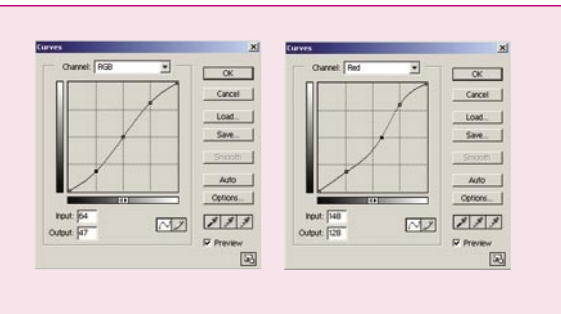 Curves
Channel: RGB
OK
Cancel
Load...
Save...
Smooth
Auto
Options...
Input: 64
Output: 47
Preview
Curves
Channel: Red
OK
Cancel
Load...
Save...
Smooth
Auto
Options...
Input: 148
Output: 128
Preview